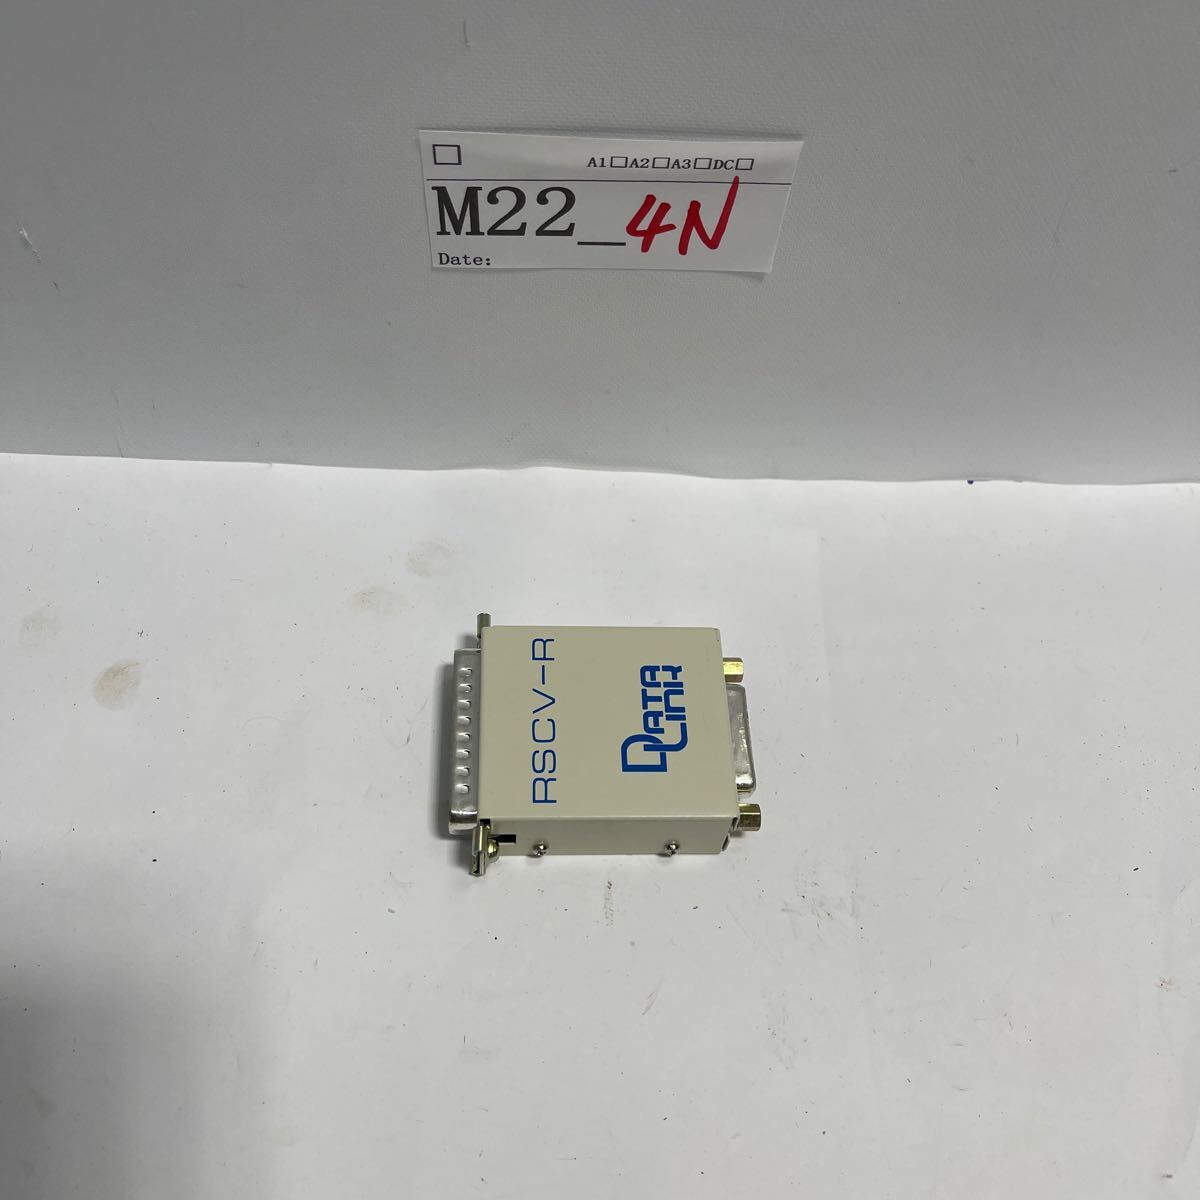 □ A1□A2□A3□DC□
M22_4N
Date:
RSCV-R
DATA
LINK